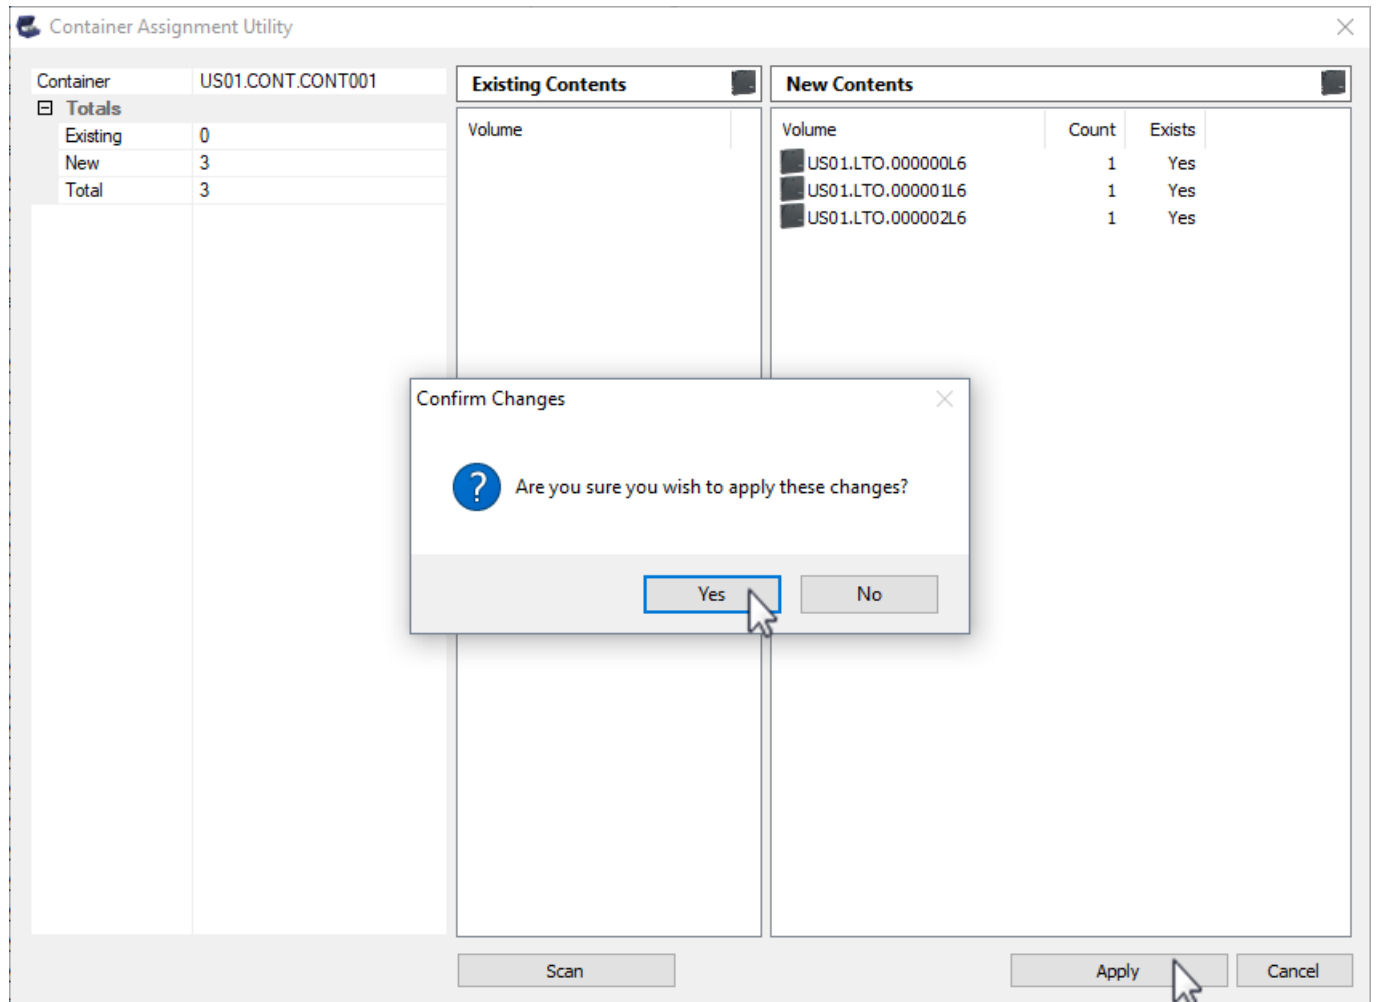 Container Assignment Utility
Container US01.CONT.CONT001
Totals
Existing 0
New 3
Total 3
Existing Contents
Volume
New Contents
Volume Count Exists
US01.LTO.000000L6 1 Yes
US01.LTO.000001L6 1 Yes
US01.LTO.000002L6 1 Yes
Confirm Changes
Are you sure you wish to apply these changes?
Yes No
Scan Apply Cancel